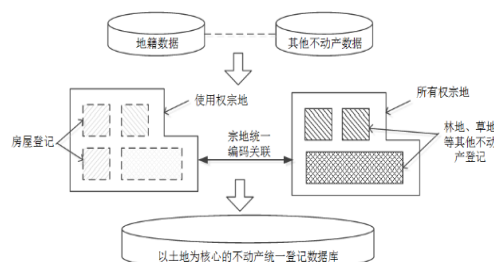 地籍数据
其他不动产数据
使用权宗地
所有权宗地
房屋登记
宗地统一
编码关联
林地、草地
等其他不动
产登记
以土地为核心的不动产统一登记数据库